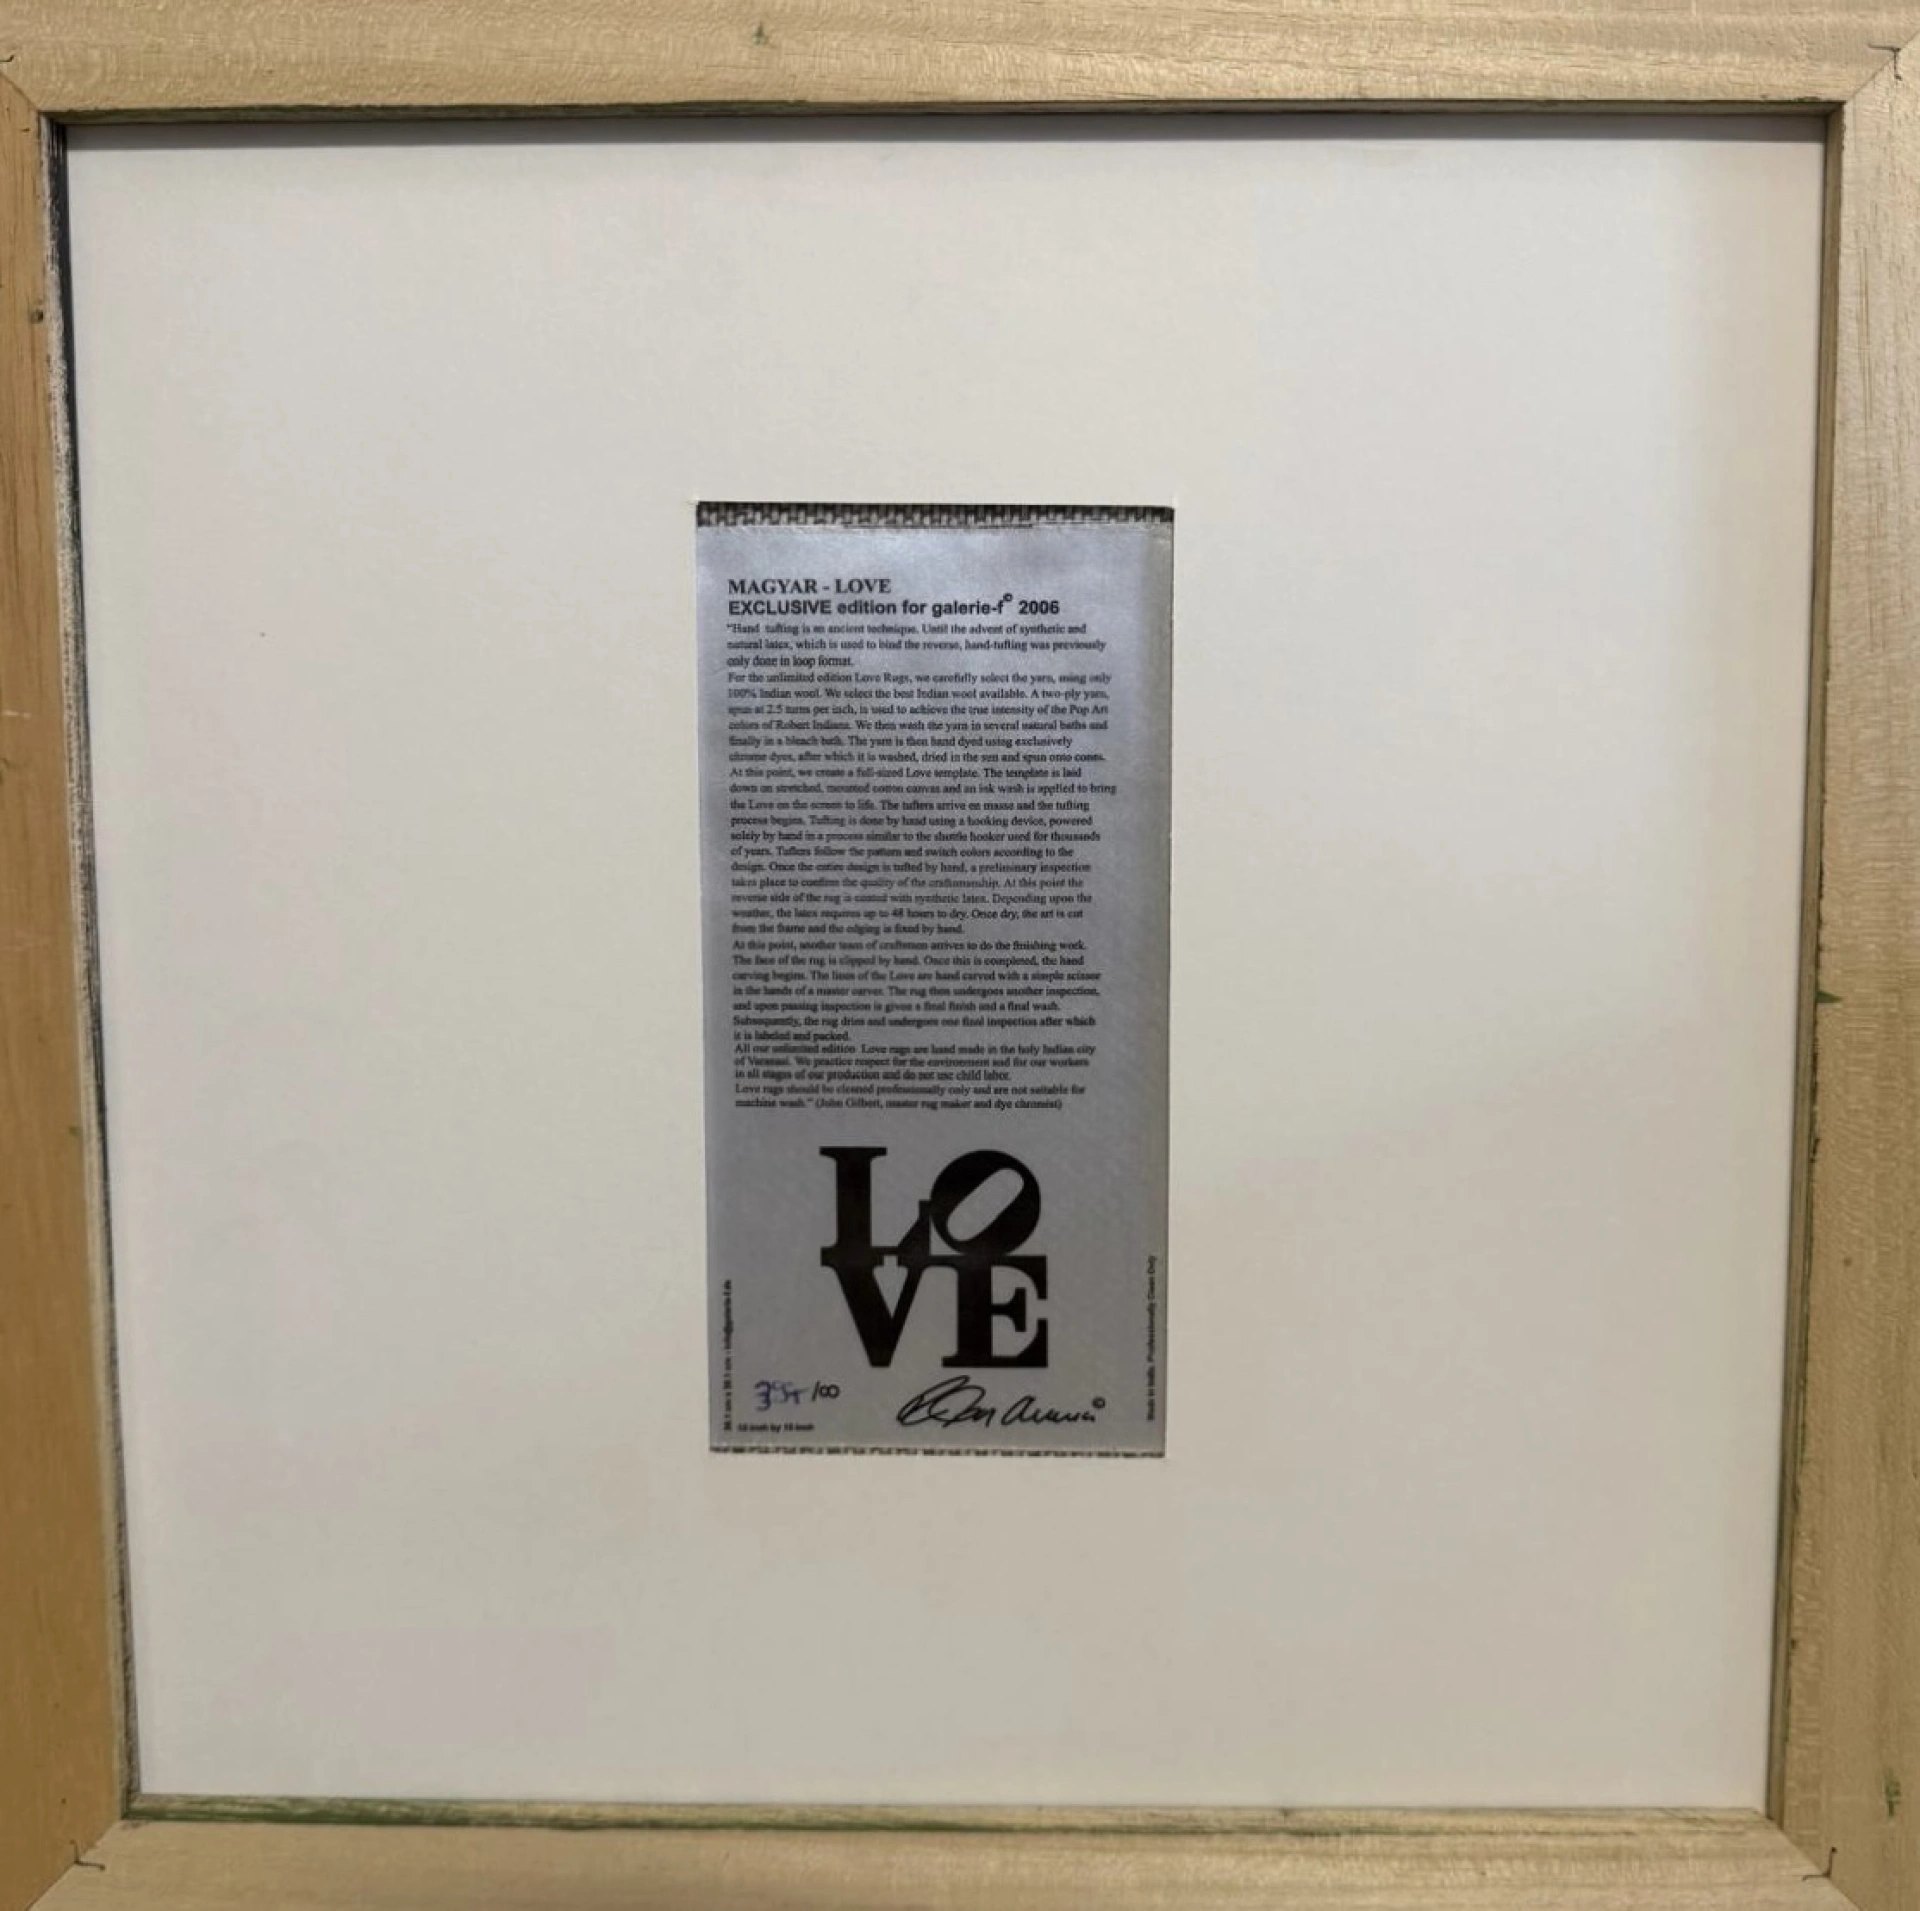 MAGYAR - LOVE
EXCLUSIVE edition for galerie-f© 2006
"Hand tufting is an ancient technique. Until the advent of synthetic and
natural latex, which is used to bind the reverse, hand-tufting was previously
only done in loop format.
For the unlimited edition Love Rugs, we carefully select the yarn, using only
100% Indian wool. We select the best Indian wool available. A two-ply yarn,
spun at 2.5 turns per inch, is used to achieve the true intensity of the Pop Art
colors of Robert Indiana. We then wash the yarn in several natural baths and
finally in a bleach bath. The yarn is then hand dyed using exclusively
chrome dyes, after which it is washed, dried in the sun and spun onto cones.
At this point, we create a full-sized Love template. The template is laid
down on stretched, mounted cotton canvas and an ink wash is applied to bring
the Love on the screen to life. The tufters arrive en masse and the tufting
process begins. Tufting is done by hand using a hooking device, powered
solely by hand in a process similar to the shuttle hooker used for thousands
of years. Tufters follow the pattern and switch colors according to the
design. Once the entire design is tufted by hand, a preliminary inspection
takes place to confirm the quality of the craftsmanship. At this point the
reverse side of the rug is coated with synthetic latex. Depending upon the
weather, the latex requires up to 48 hours to dry. Once dry, the art is cut
from the frame and the edging is fixed by hand.
At this point, another team of craftsmen arrives to do the finishing work.
The face of the rug is clipped by hand. Once this is completed, the hand
carving begins. The lines of the Love are hand carved with a simple scissor
in the hands of a master carver. The rug then undergoes another inspection,
and upon passing inspection is given a final finish and a final wash.
Subsequently, the rug dries and undergoes one final inspection after which
it is labeled and packed.
All our unlimited edition Love rugs are hand made in the holy Indian city
of Varanasi. We practice respect for the environment and for our workers
in all stages of our production and do not use child labor.
Love rugs should be cleaned professionally only and are not suitable for
machine wash." (John Gilbert, master rug maker and dye chromist)
LO
VE
/∞
15 inch by 15 inch
Made in India. Professionally Clean Only